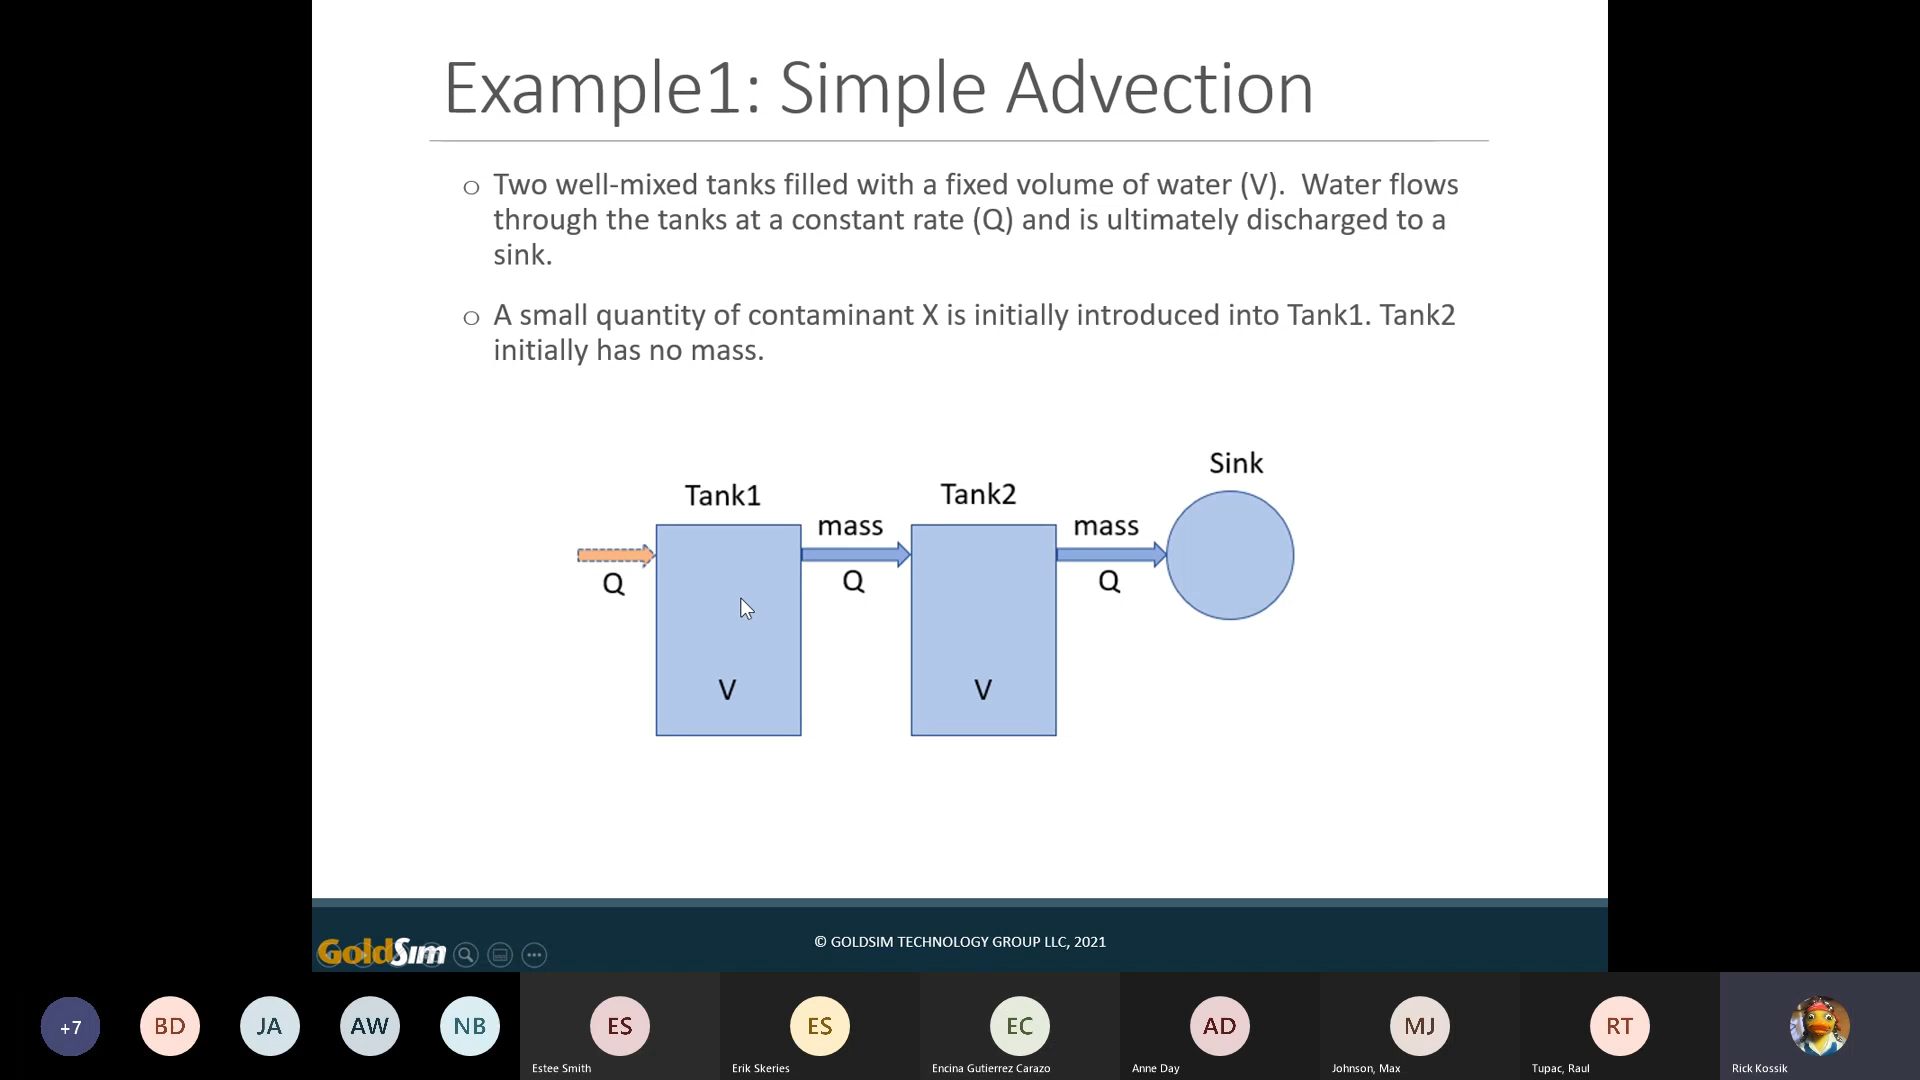 Example1: Simple Advection
Two well-mixed tanks filled with a fixed volume of water (V).  Water flows
through the tanks at a constant rate (Q) and is ultimately discharged to a
sink.
A small quantity of contaminant X is initially introduced into Tank1. Tank2
initially has no mass.
Sink
Tank1
Tank2
mass
mass
Q
Q
Q
V
V
GoldSim
© GOLDSIM TECHNOLOGY GROUP LLC, 2021
+7
BD
JA
AW
NB
ES
ES
EC
AD
MJ
RT
Estee Smith
Erik Skeries
Encina Gutierrez Carazo
Anne Day
Johnson, Max
Tupac, Raul
Rick Kossik